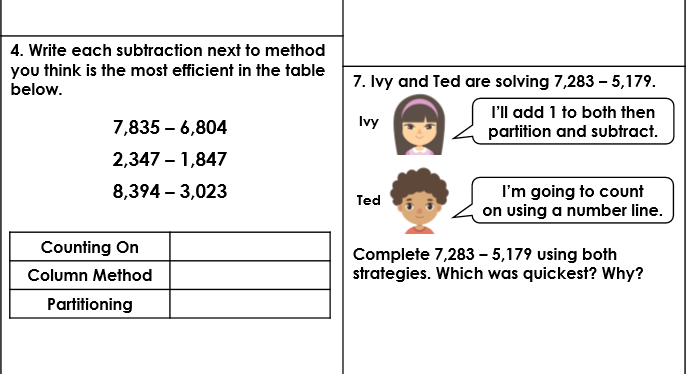 4. Write each subtraction next to method
you think is the most efficient in the table
below.
7,835 – 6,804
2,347 – 1,847
8,394 – 3,023
Counting On
Column Method
Partitioning
7. Ivy and Ted are solving 7,283 – 5,179.
Ivy
I’ll add 1 to both then
partition and subtract.
Ted
I’m going to count
on using a number line.
Complete 7,283 – 5,179 using both
strategies. Which was quickest? Why?